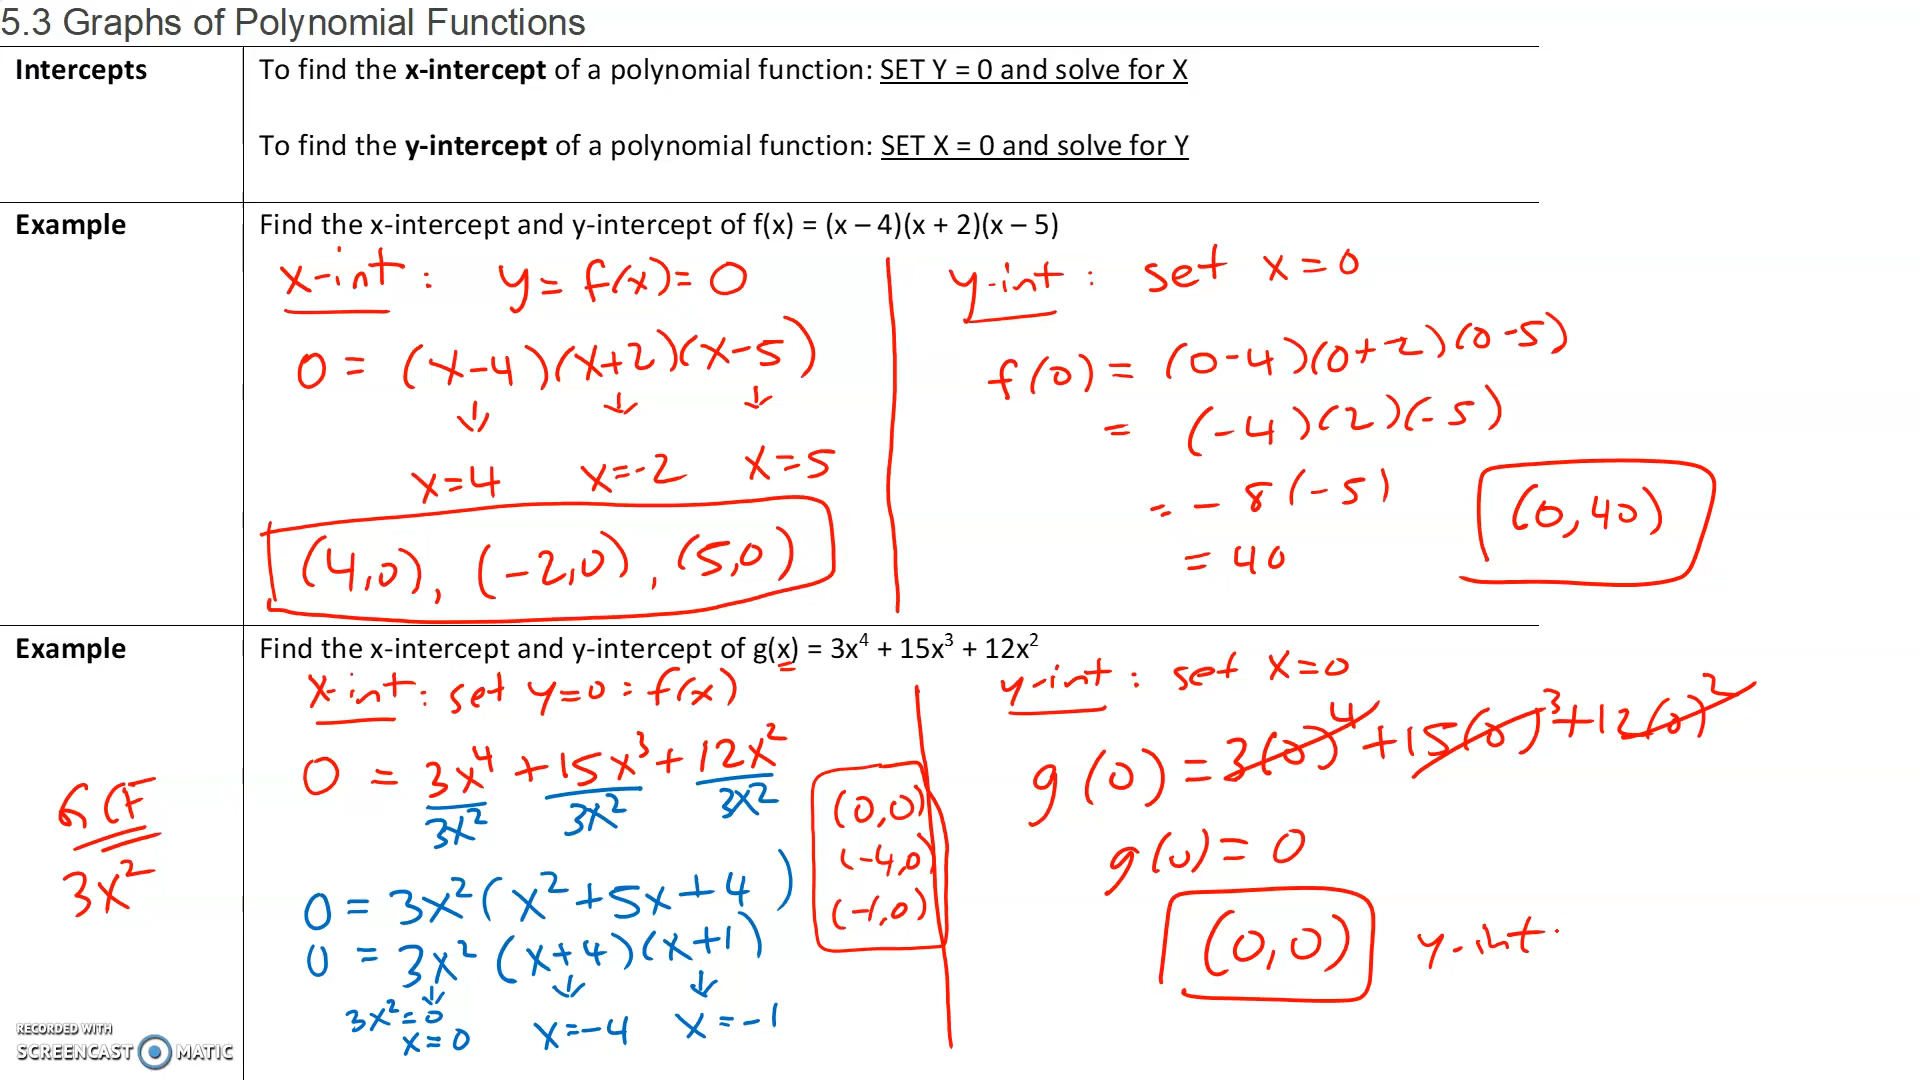 5.3 Graphs of Polynomial Functions
Intercepts
To find the x-intercept of a polynomial function: SET Y = 0 and solve for X
To find the y-intercept of a polynomial function: SET X = 0 and solve for Y
Example
Find the x-intercept and y-intercept of f(x) = (x – 4)(x + 2)(x – 5)
x-int: y = f(x) = 0
0 = (x-4)(x+2)(x-5)
↓ ↓ ↓
x=4 x=-2 x=5
(4,0), (-2,0), (5,0)
y-int: set x=0
f(0) = (0-4)(0+2)(0-5)
= (-4)(2)(-5)
= -8(-5)
= 40
(0,40)
Example
Find the x-intercept and y-intercept of g(x) = 3x⁴ + 15x³ + 12x²
x-int: set y=0 = f(x)
0 = 3x⁴ + 15x³ + 12x²
3x² 3x² 3x²
GCF
3x²
0 = 3x²(x²+5x+4)
0 = 3x²(x+4)(x+1)
↓ ↓ ↓
3x²=0
x=0 x=-4 x=-1
(0,0)
(-4,0)
(-1,0)
y-int: set x=0
g(0) = 3(0)⁴+15(0)³+12(0)²
g(0) = 0
(0,0) y-int.
RECORDED WITH
SCREENCAST MATIC